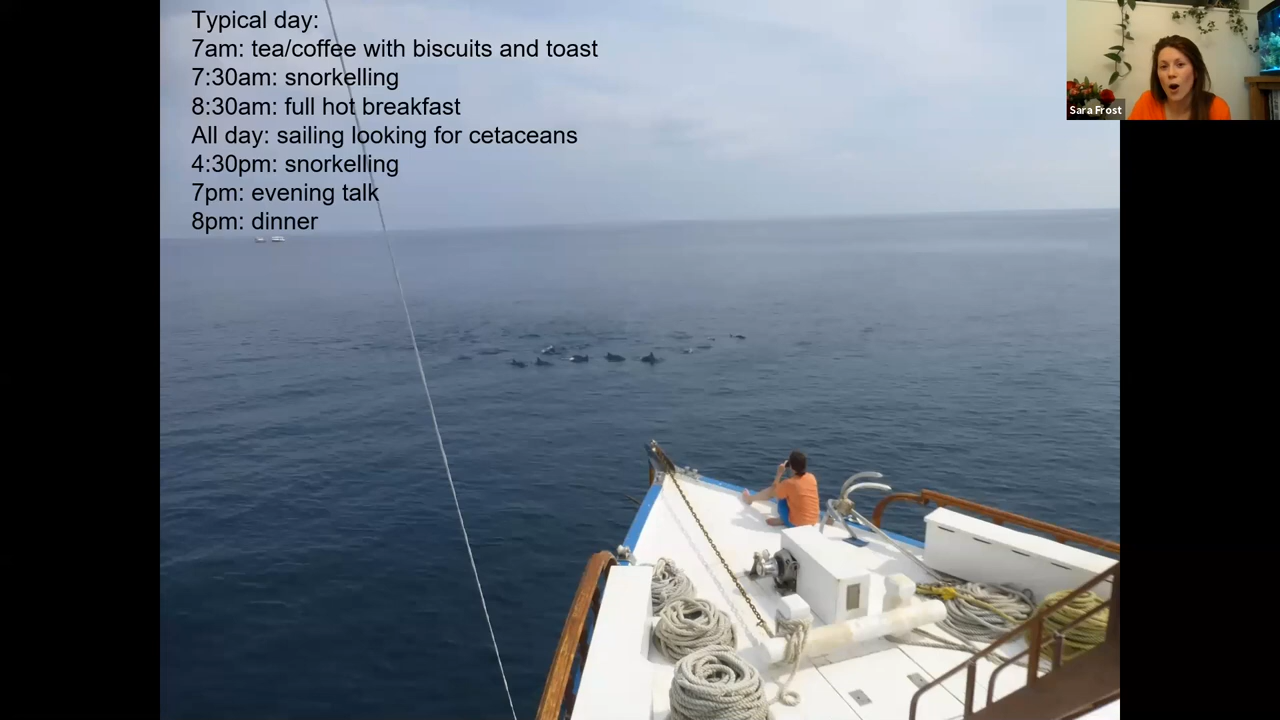 Typical day:
7am: tea/coffee with biscuits and toast
7:30am: snorkelling
8:30am: full hot breakfast
All day: sailing looking for cetaceans
4:30pm: snorkelling
7pm: evening talk
8pm: dinner
Sara Frost